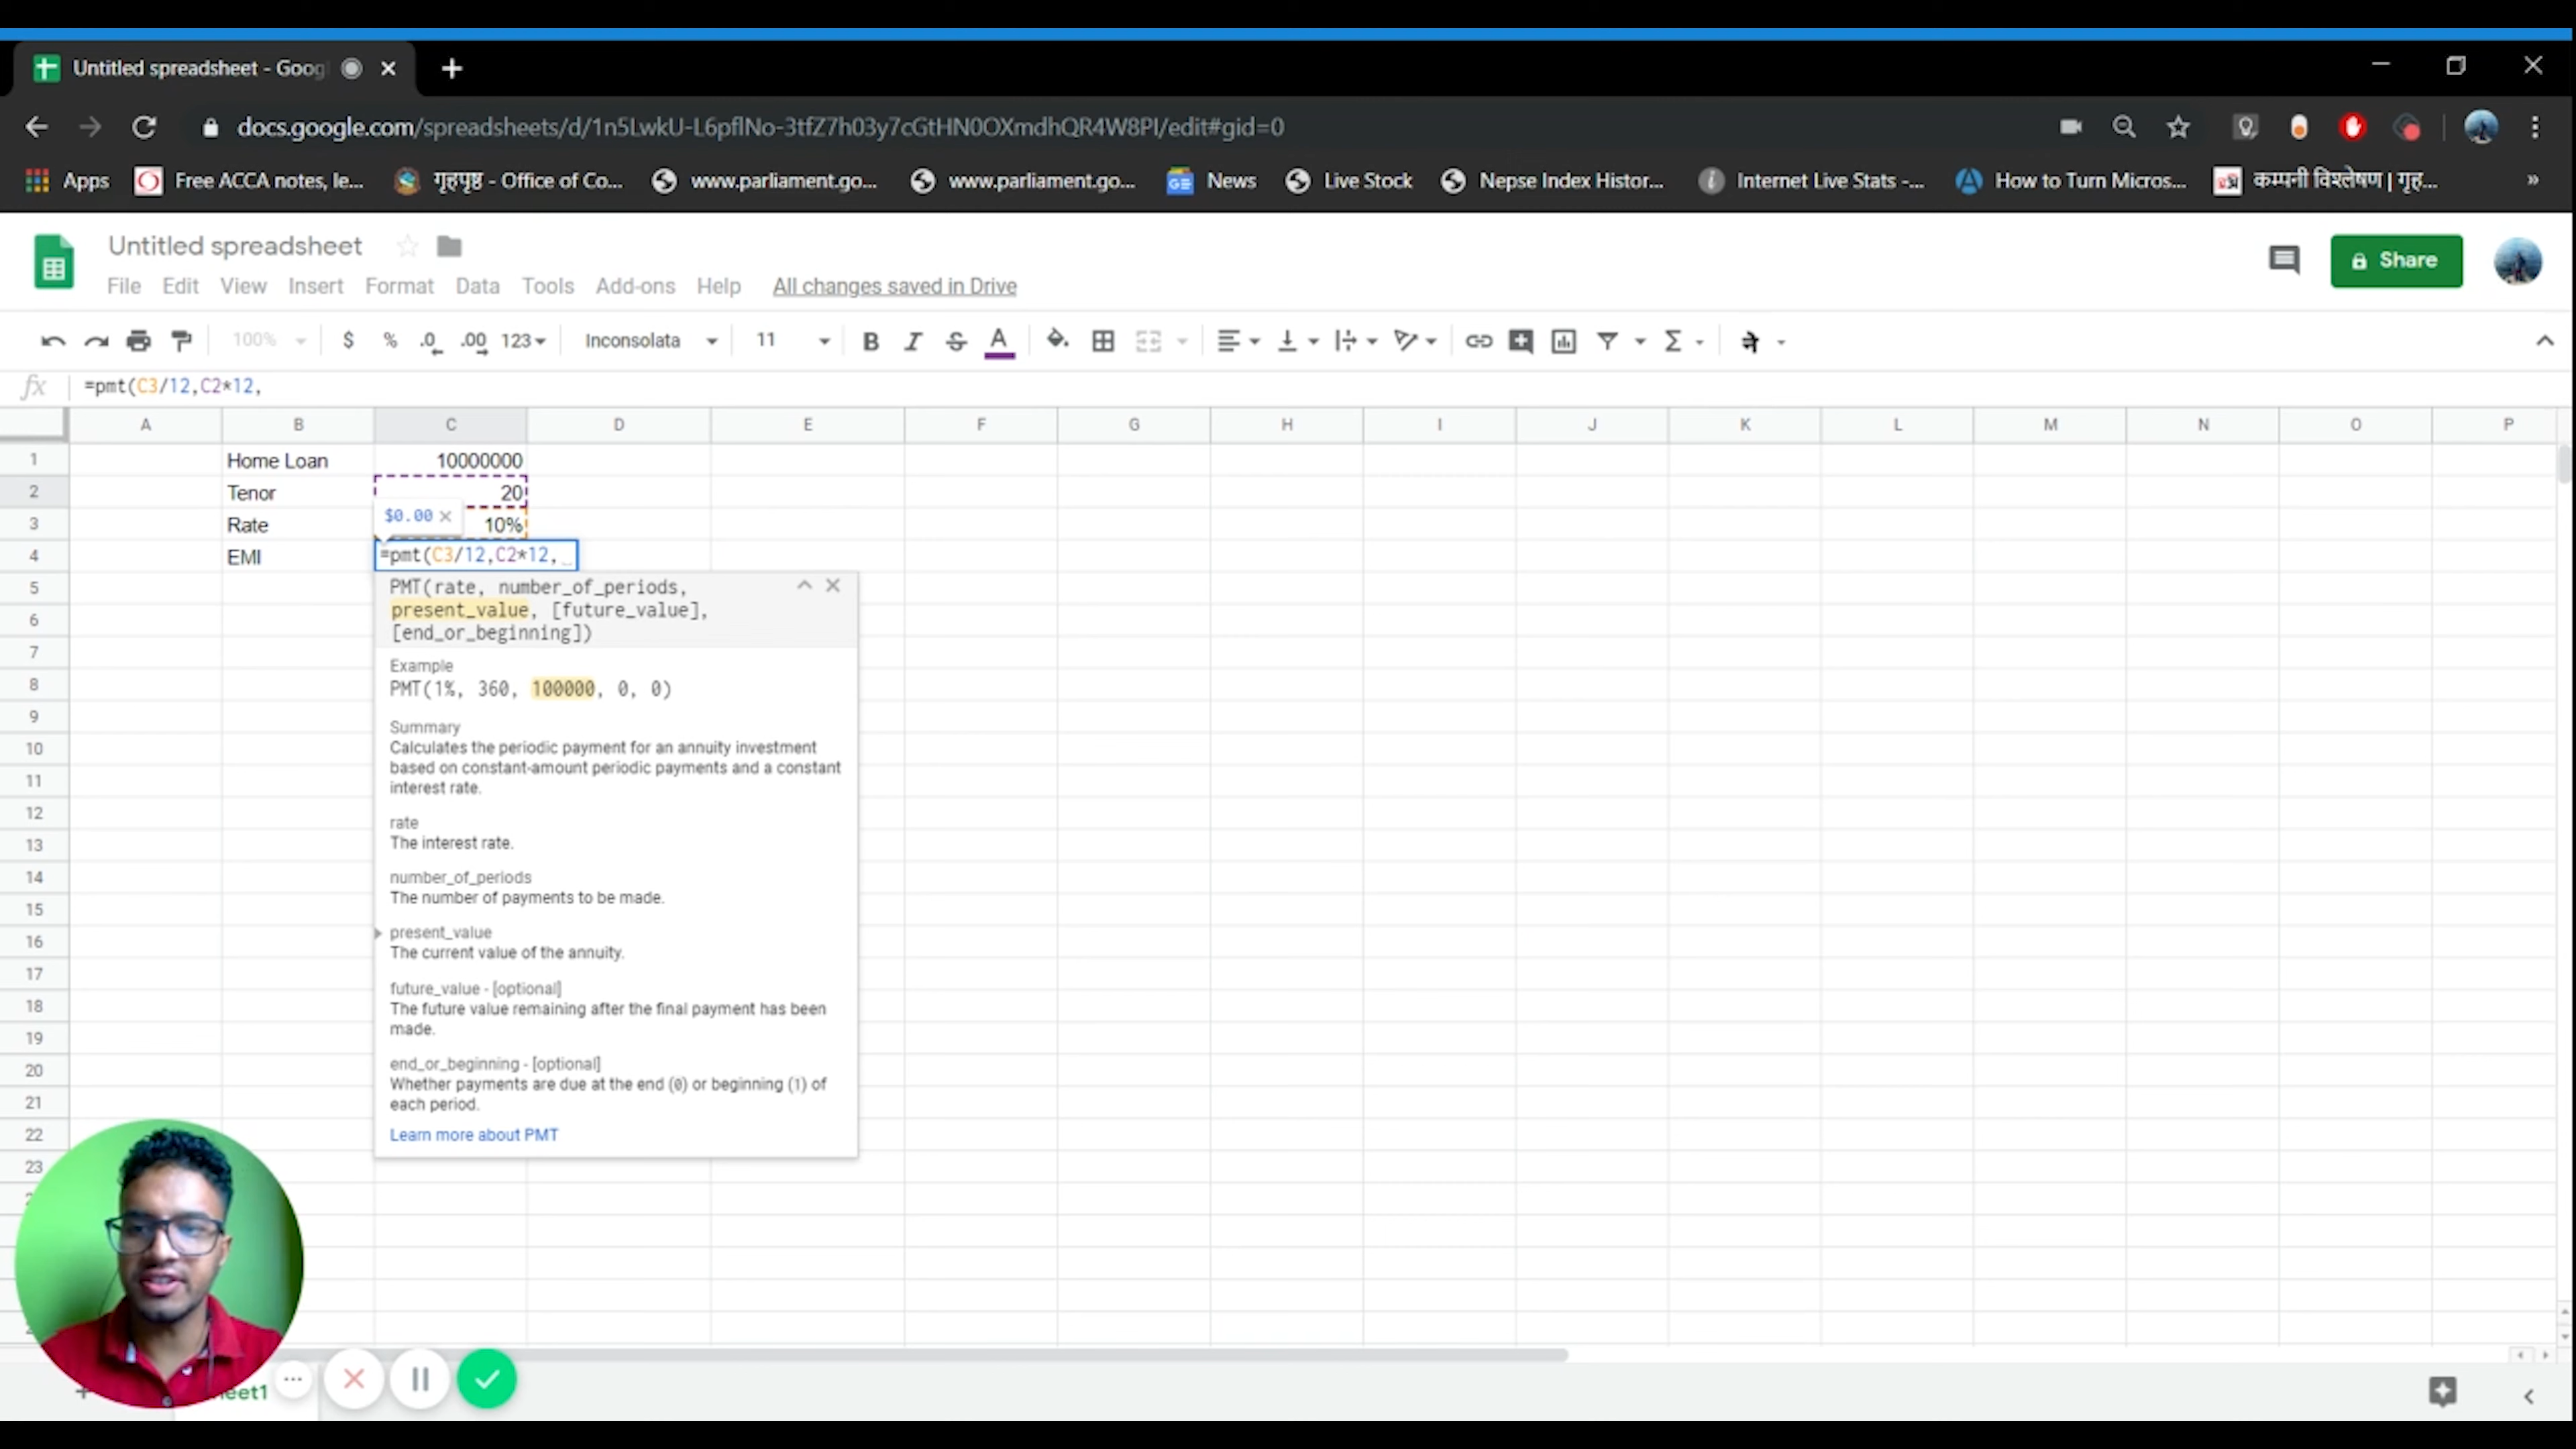 Untitled spreadsheet - Goog
docs.google.com/spreadsheets/d/1n5LwkU-L6pflNo-3tfZ7h03y7cGtHN0OXmdhQR4W8PI/edit#gid=0
Apps Free ACCA notes, le... गृहपृष्ठ - Office of Co... www.parliament.go... www.parliament.go... News Live Stock Nepse Index Histor... Internet Live Stats -... How to Turn Micros... कम्पनी विश्लेषण | गृह... »
Untitled spreadsheet
Share
File Edit View Insert Format Data Tools Add-ons Help All changes saved in Drive
100% $ % .0 .00 123 Inconsolata 11 B I S A Σ
fx =pmt(C3/12,C2*12,
A B C D E F G H I J K L M N O P
1 Home Loan 10000000
2 Tenor 20
$0.00 ×
3 Rate 10%
4 EMI =pmt(C3/12,C2*12,
5 PMT(rate, number_of_periods,
6 present_value, [future_value],
[end_or_beginning])
7 Example
8 PMT(1%, 360, 100000, 0, 0)
9 Summary
10 Calculates the periodic payment for an annuity investment
based on constant-amount periodic payments and a constant
11 interest rate.
12 rate
13 The interest rate.
14 number_of_periods
15 The number of payments to be made.
16 present_value
The current value of the annuity.
17 future_value - [optional]
18 The future value remaining after the final payment has been
19 made.
20 end_or_beginning - [optional]
Whether payments are due at the end (0) or beginning (1) of
21 each period.
22 Learn more about PMT
23
eet1